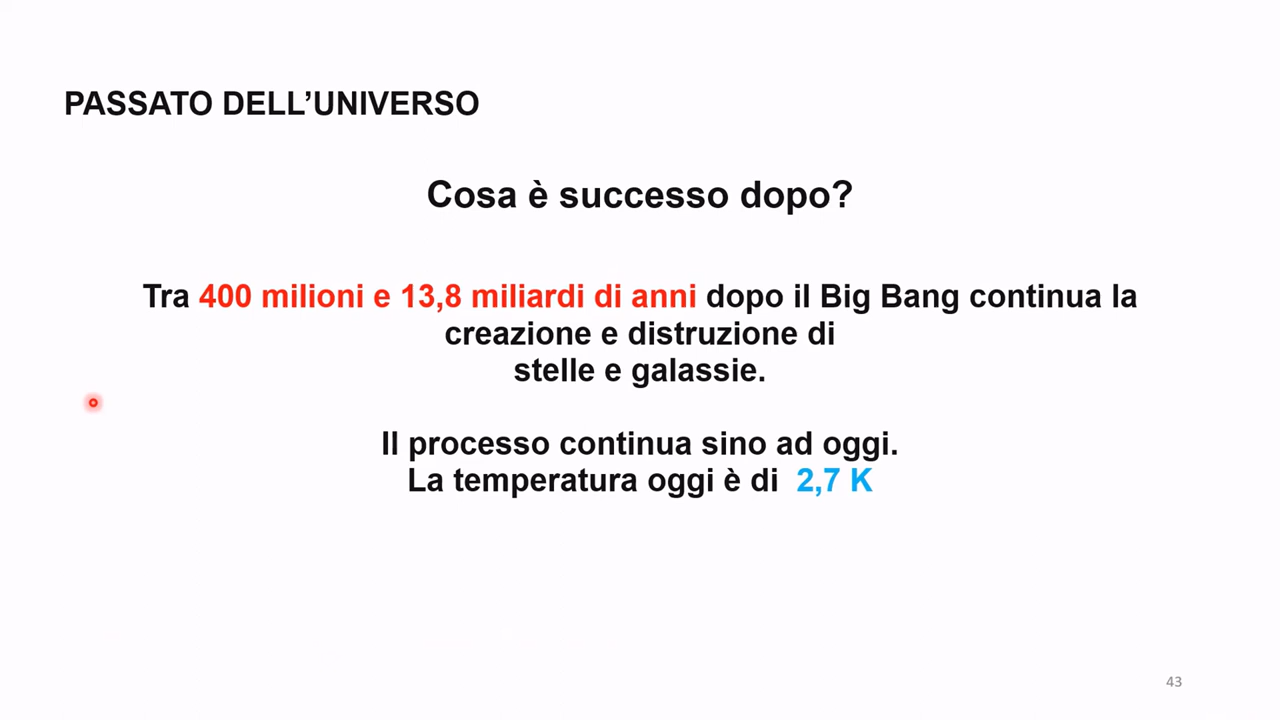 PASSATO DELL’UNIVERSO
Cosa è successo dopo?
Tra 400 milioni e 13,8 miliardi di anni dopo il Big Bang continua la
creazione e distruzione di
stelle e galassie.
Il processo continua sino ad oggi.
La temperatura oggi è di 2,7 K
43